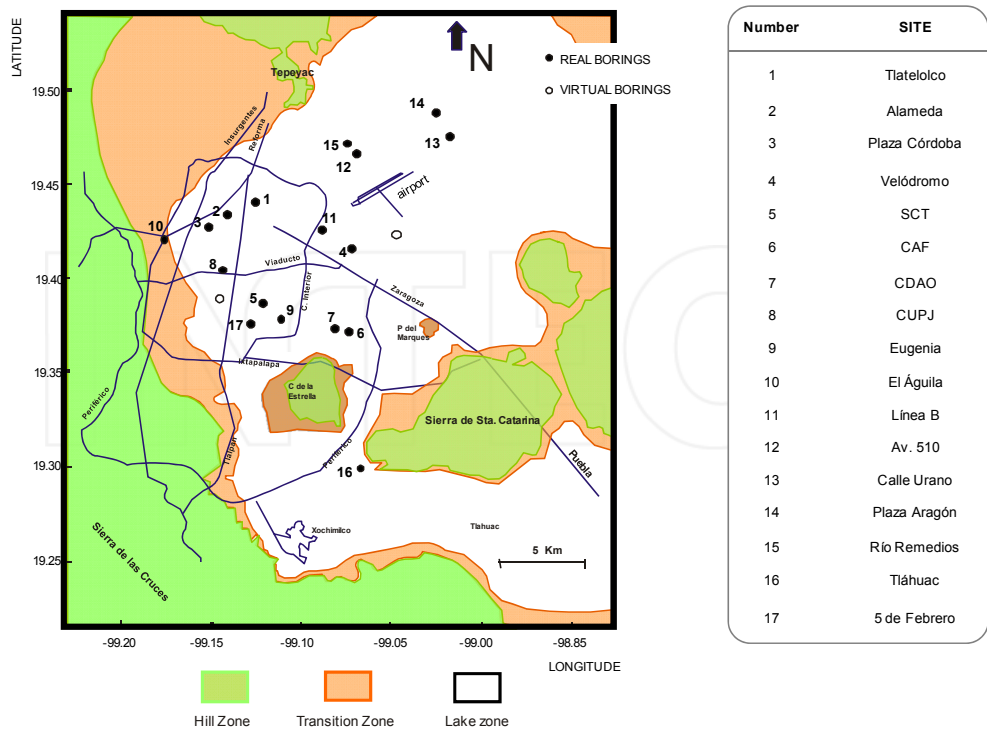 LATITUDE
19.50
19.45
19.40
19.35
19.30
19.25
-99.20
-99.15
-99.10
-99.05
-99.00
-98.85
LONGITUDE
N
REAL BORINGS
VIRTUAL BORINGS
Tepeyac
Insurgentes
Reforma
14
13
15
12
airport
1
2
3
10
11
4
8
Viaducto
C. Interior
Zaragoza
5
9
17
7
6
P del
Marques
Ixtapalapa
C de la
Estrella
Sierra de Sta. Catarina
Periférico
Tlalpan
Periferico
16
Puebla
Xochimilco
Tlahuac
5 Km
Sierra de las Cruces
Hill Zone
Transition Zone
Lake zone
Number SITE
1 Tlatelolco
2 Alameda
3 Plaza Córdoba
4 Velódromo
5 SCT
6 CAF
7 CDAO
8 CUPJ
9 Eugenia
10 El Águila
11 Línea B
12 Av. 510
13 Calle Urano
14 Plaza Aragón
15 Río Remedios
16 Tláhuac
17 5 de Febrero